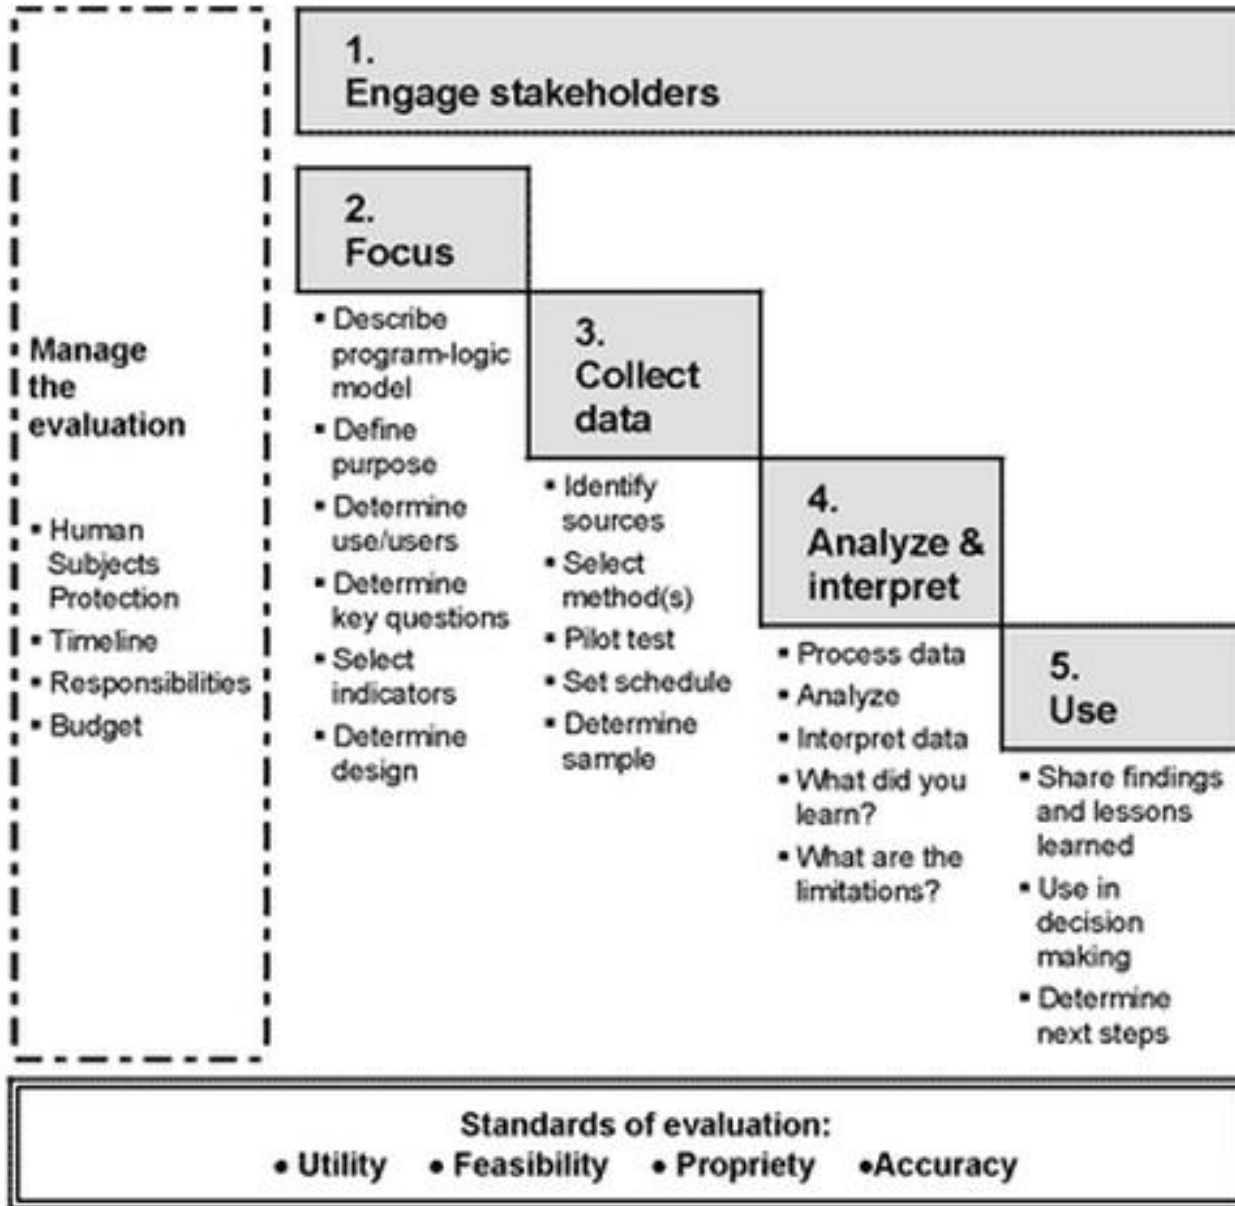 1.
Engage stakeholders
Manage
the
evaluation
▪ Human
Subjects
Protection
▪ Timeline
▪ Responsibilities
▪ Budget
2.
Focus
▪ Describe
program-logic
model
▪ Define
purpose
▪ Determine
use/users
▪ Determine
key questions
▪ Select
indicators
▪ Determine
design
3.
Collect
data
▪ Identify
sources
▪ Select
method(s)
▪ Pilot test
▪ Set schedule
▪ Determine
sample
4.
Analyze &
interpret
▪ Process data
▪ Analyze
▪ Interpret data
▪ What did you
learn?
▪ What are the
limitations?
5.
Use
▪ Share findings
and lessons
learned
▪ Use in
decision
making
▪ Determine
next steps
Standards of evaluation:
● Utility ● Feasibility ● Propriety ●Accuracy